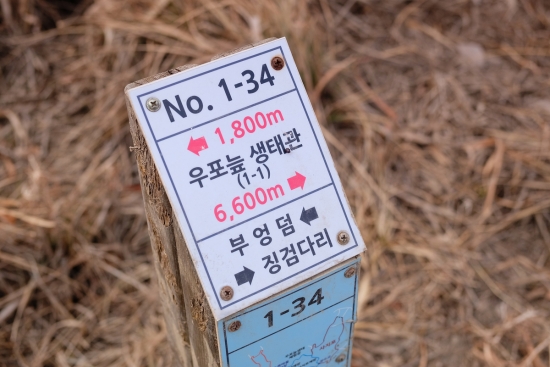 No. 1-34
← 1,800m
우포늪 생태관
(1-1)
6,600m →
부엉덤 ←
→ 징검다리
1-34